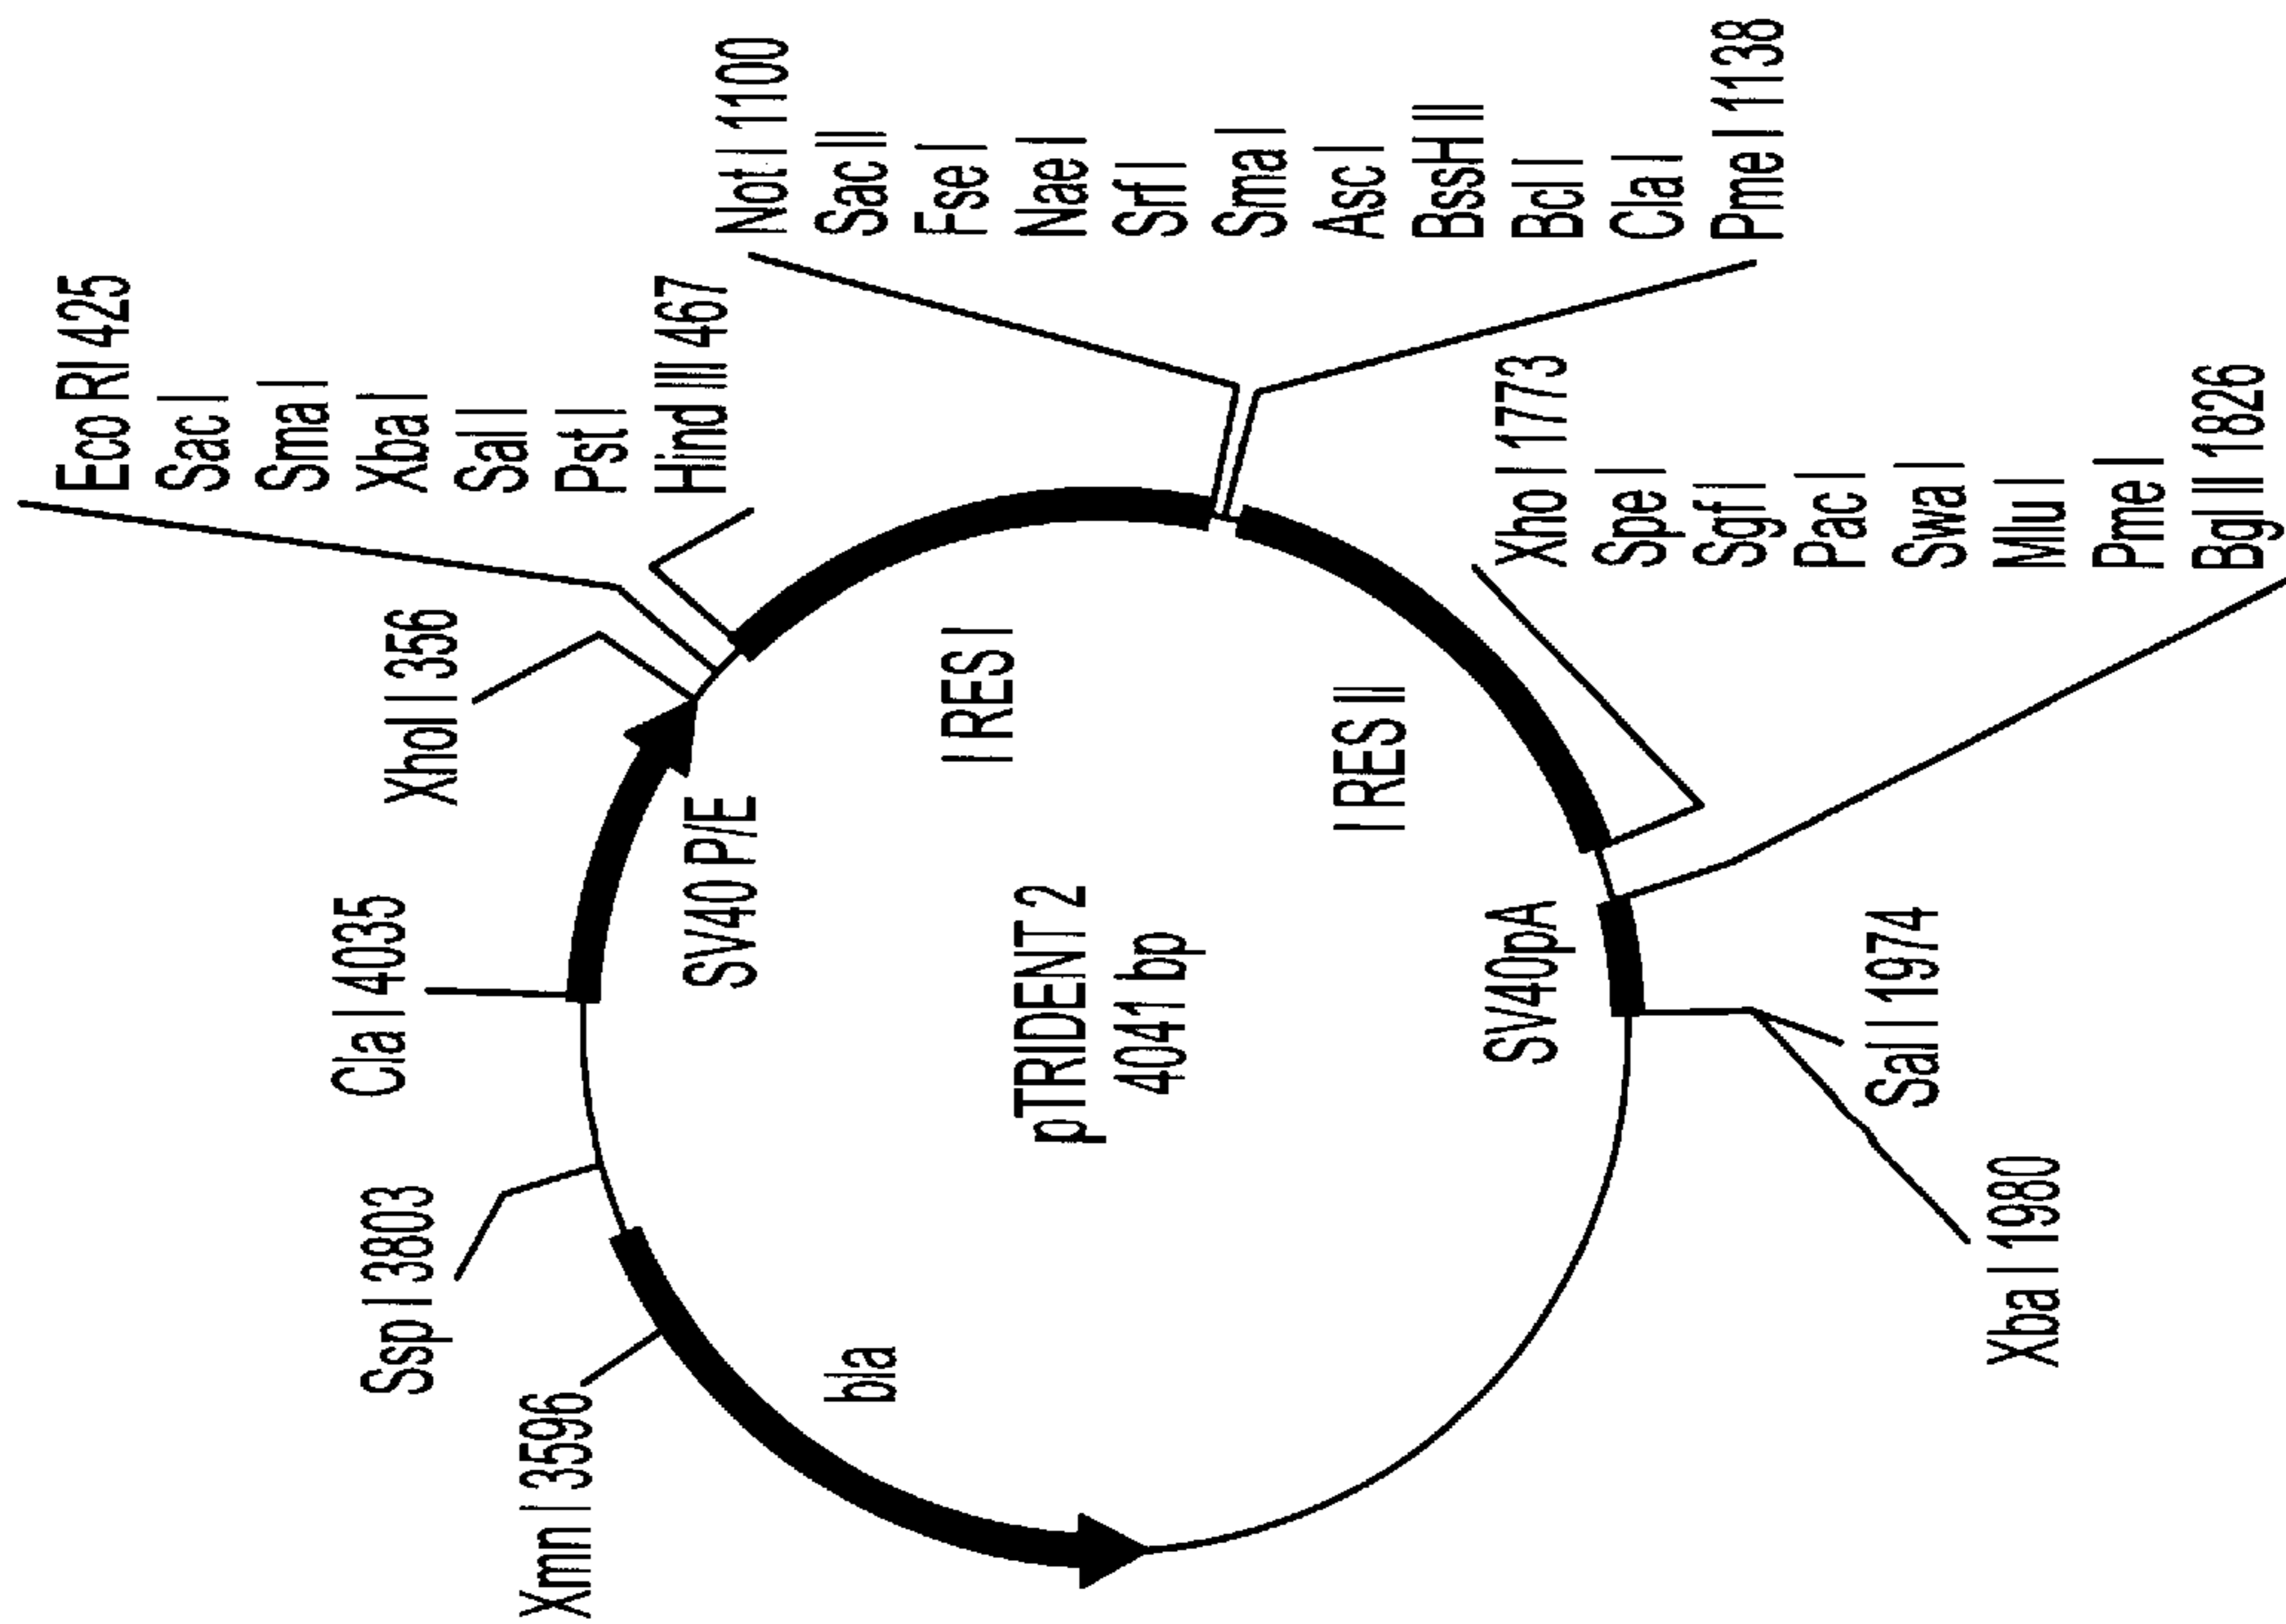 Cla I 4035
Ssp I 3803
Xmn I 3596
XhoI I 356
Eco RI 425
Sac I
Sma I
Xba I
Sal I
Pst I
Hind III 467
SV40 P/E
bla
I RES I
Not I 1100
Sac II
Fse I
Nae I
Srf I
Sma I
Asc I
BssH II
Bcl I
Cla I
Pme I 1138
pTRIDENT 2
4041 bp
I RES II
SV40pA
Xho I 1773
Spe I
Sgf I
Pac I
Swa I
Mlu I
Pme I
Bgl II 1826
Sal I 1974
Xba I 1980